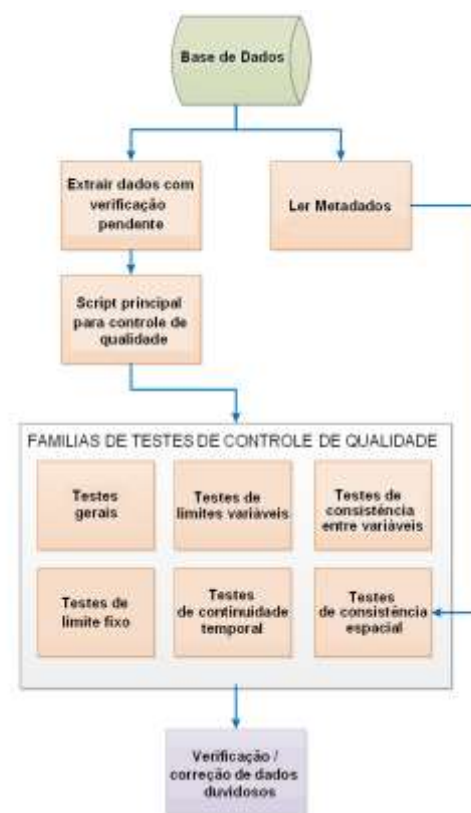 Base de Dados
Extrair dados com
verificação
pendente
Ler Metadados
Script principal
para controle de
qualidade
FAMILIAS DE TESTES DE CONTROLE DE QUALIDADE
Testes
gerais
Testes de
limites variáveis
Testes de
consistência
entre variáveis
Testes de
limite fixo
Testes
de continuidade
temporal
Testes
de consistência
espacial
Verificação /
correção de dados
duvidosos